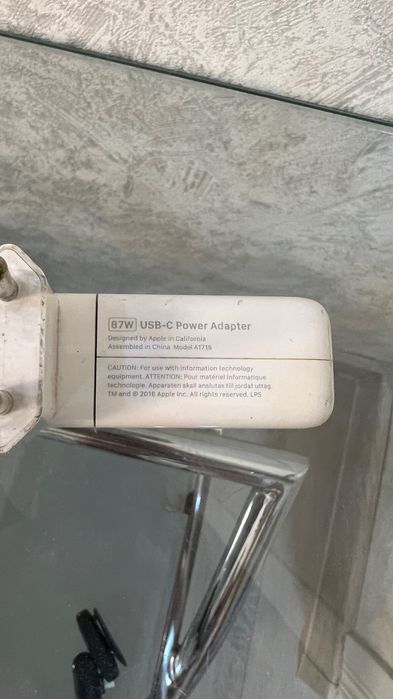 87W USB-C Power Adapter
Designed by Apple in California
Assembled in China Model A1719
CAUTION: For use with information technology
equipment. ATTENTION: Pour matériel informatique
technologie. Apparaten skall anslutas till jordat uttag.
TM and © 2016 Apple Inc. All rights reserved. LPS